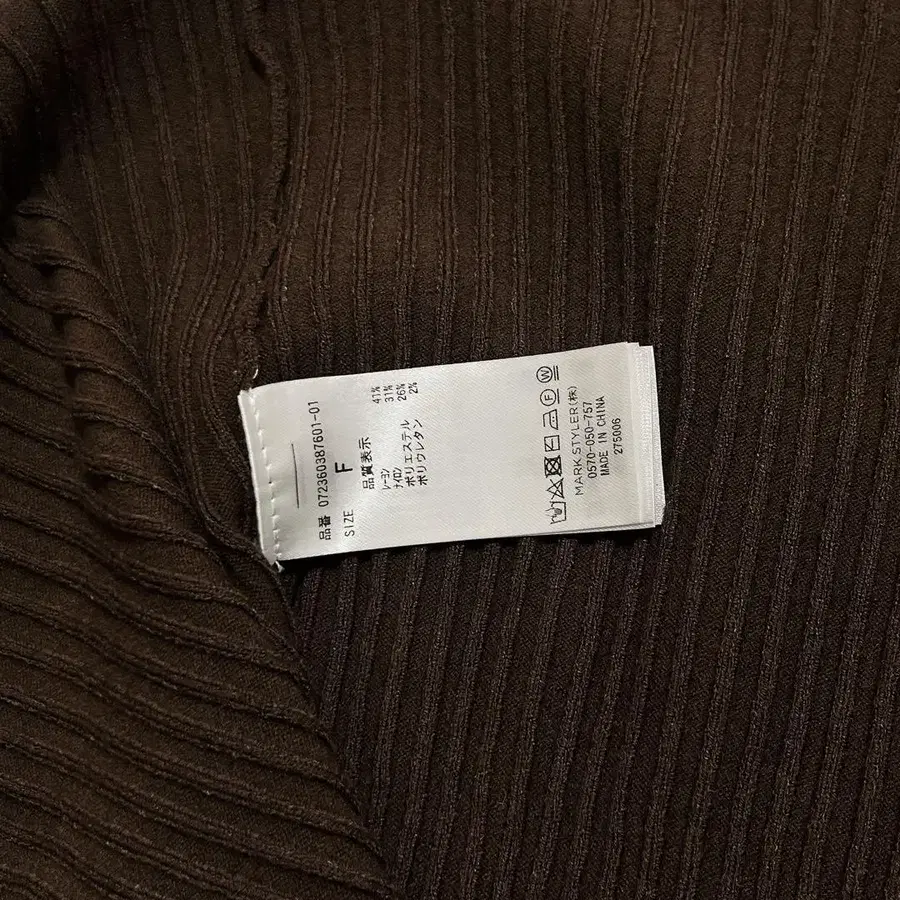 品番 072360387601-01
SIZE F
品質表示
レーヨン 41%
ナイロン 31%
ポリエステル 26%
ポリウレタン 2%
F W
MARK STYLER(株)
0570-050-757
MADE IN CHINA
275006